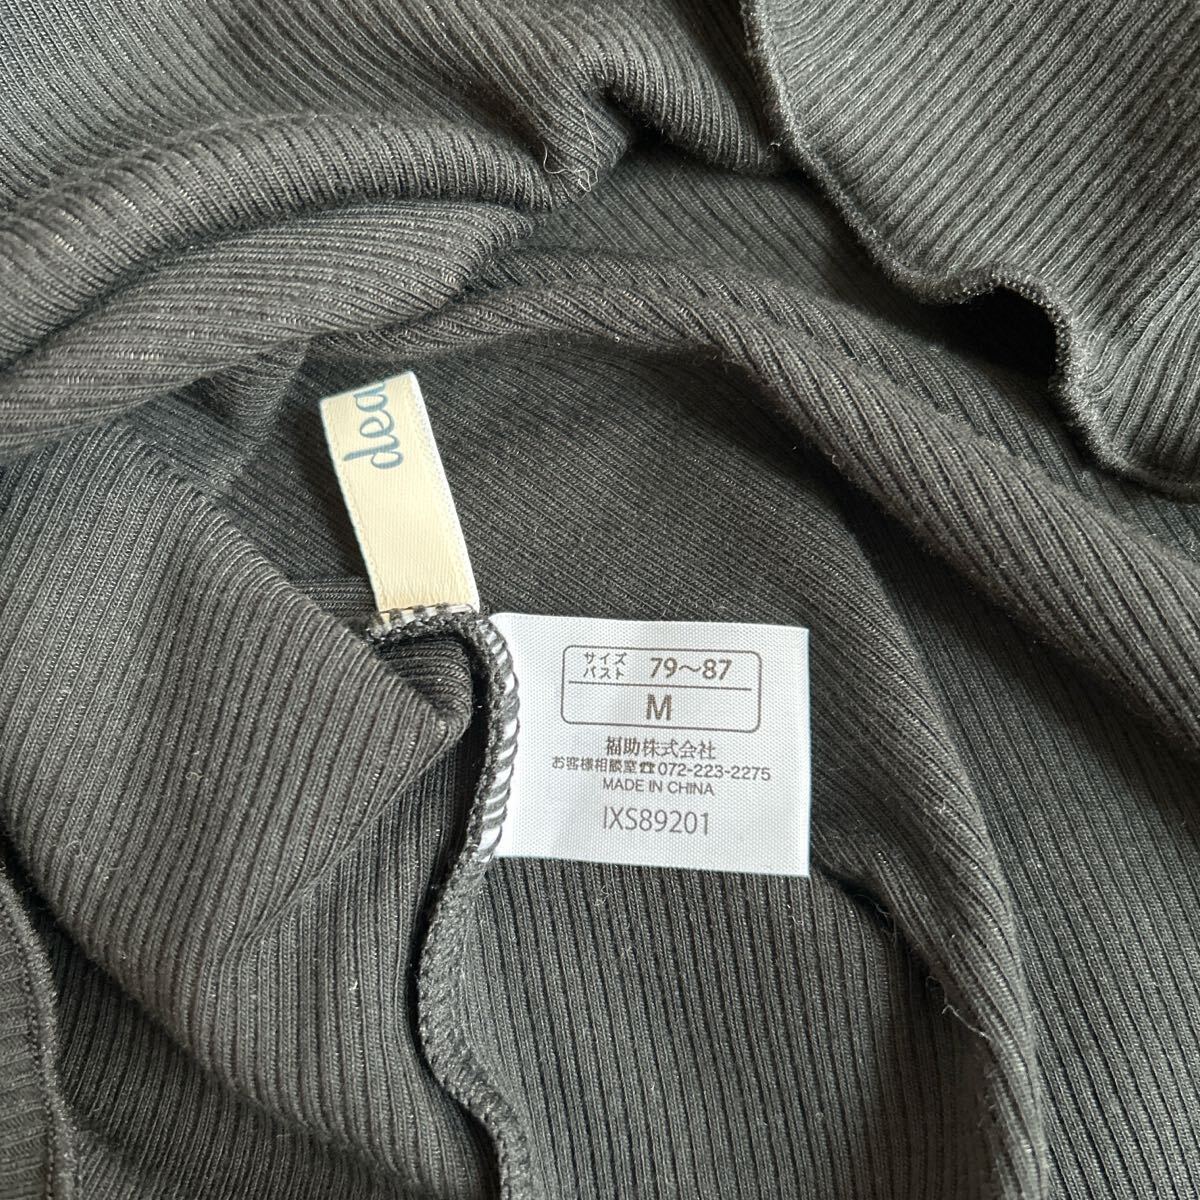 サイズ
バスト 79～87
M
福助株式会社
お客様相談室☎072-223-2275
MADE IN CHINA
IXS89201